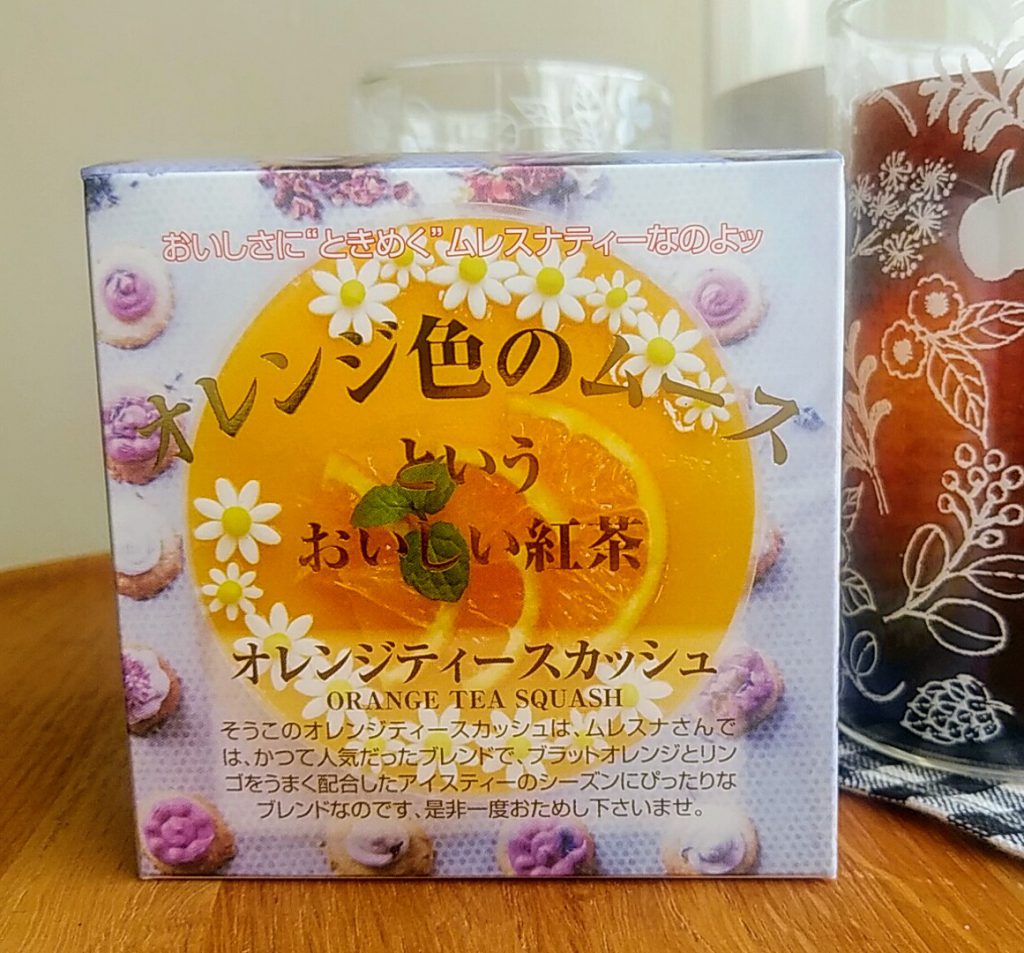 おいしさに“ときめく”ムレスナティーなのよッ
オレンジ色のムース
という
おいしい紅茶
オレンジティースカッシュ
ORANGE TEA SQUASH
そうこのオレンジティースカッシュは、ムレスナさんで
は、かつて人気だったブレンドで、ブラットオレンジとリン
ゴをうまく配合したアイスティーのシーズンにぴったりな
ブレンドなのです、是非一度おためし下さいませ。